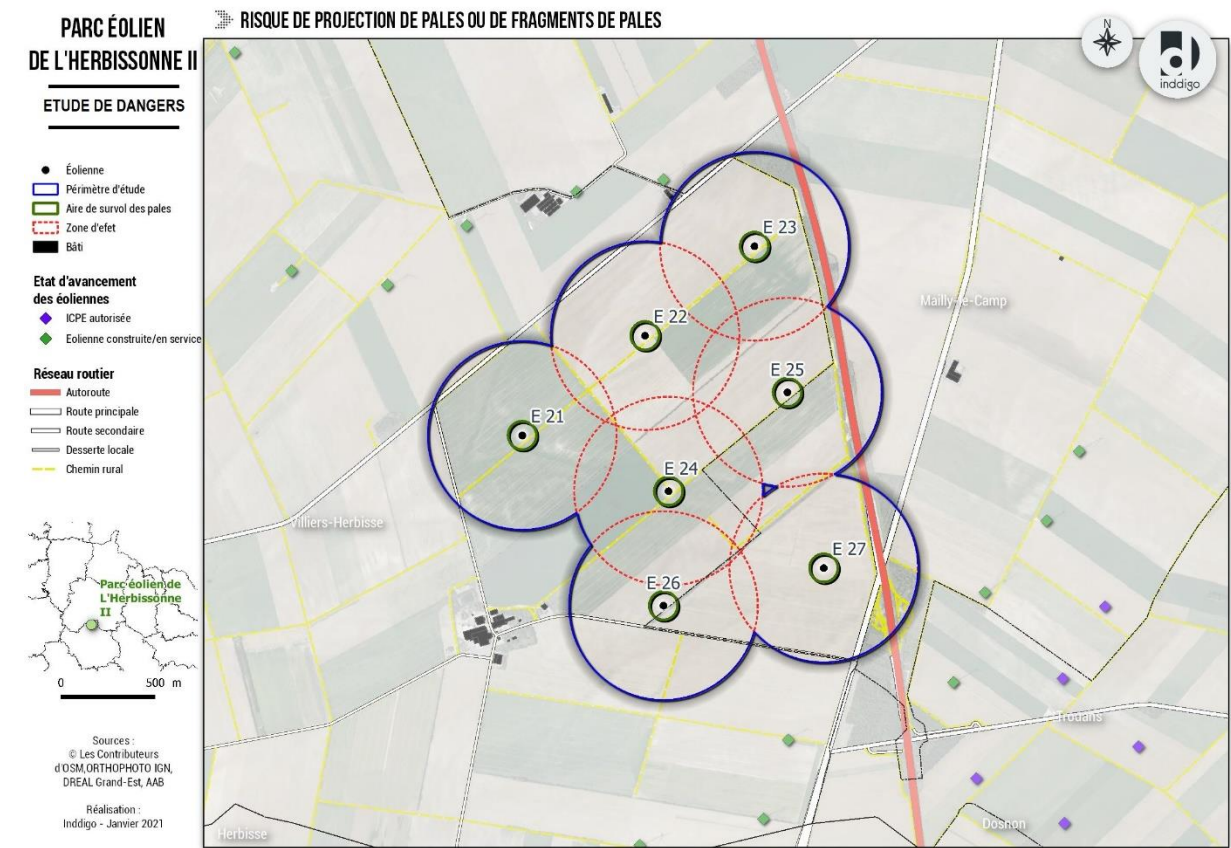 PARC ÉOLIEN
DE L'HERBISSONNE II
ETUDE DE DANGERS
RISQUE DE PROJECTION DE PALES OU DE FRAGMENTS DE PALES
N
inddigo
Éolienne
Périmètre d'étude
Aire de survol des pales
Zone d'efet
Bâti
Etat d'avancement
des éoliennes
ICPE autorisée
Eolienne construite/en service
Réseau routier
Autoroute
Route principale
Route secondaire
Desserte locale
Chemin rural
Parc éolien de
L'Herbissonne
II
0 500 m
Sources :
© Les Contributeurs
d'OSM,ORTHOPHOTO IGN,
DREAL Grand-Est, AAB
Réalisation :
Inddigo - Janvier 2021
E 23
Mailly-le-Camp
E 22
E 25
E 21
E 24
Villiers-Herbisse
E 27
E 26
Trouans
Dosnon
Herbisse